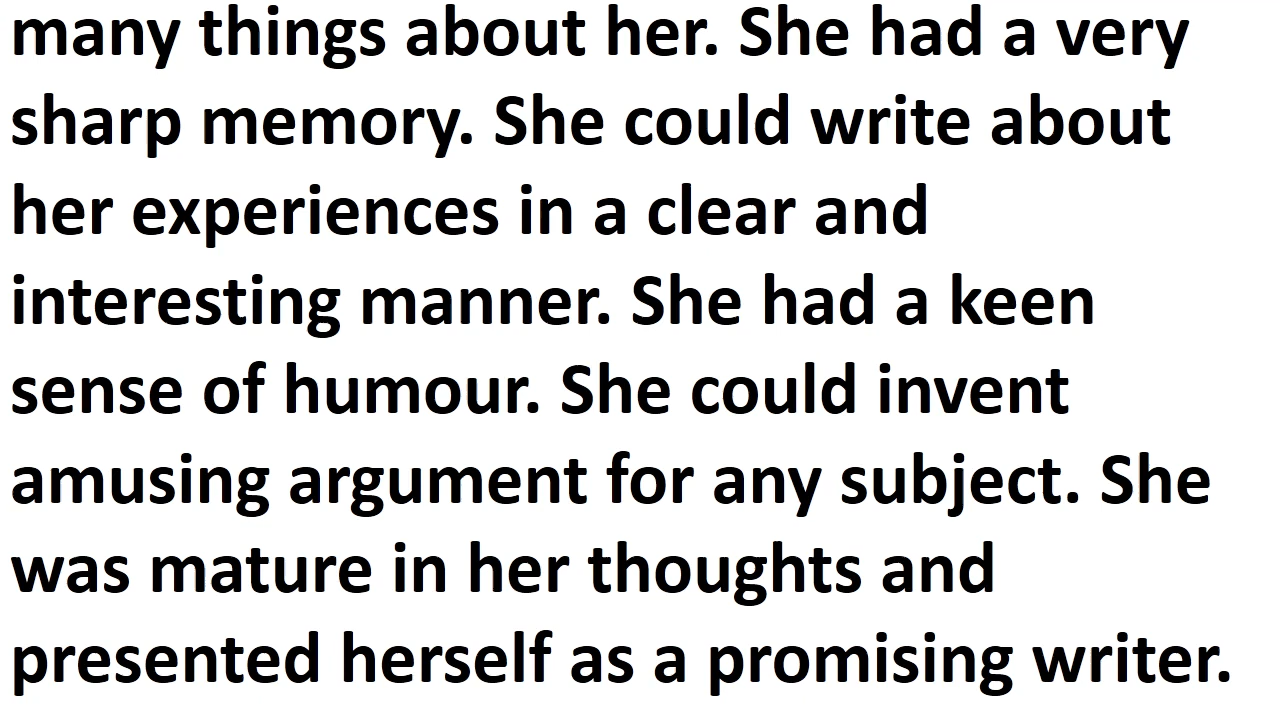 many things about her. She had a very
sharp memory. She could write about
her experiences in a clear and
interesting manner. She had a keen
sense of humour. She could invent
amusing argument for any subject. She
was mature in her thoughts and
presented herself as a promising writer.